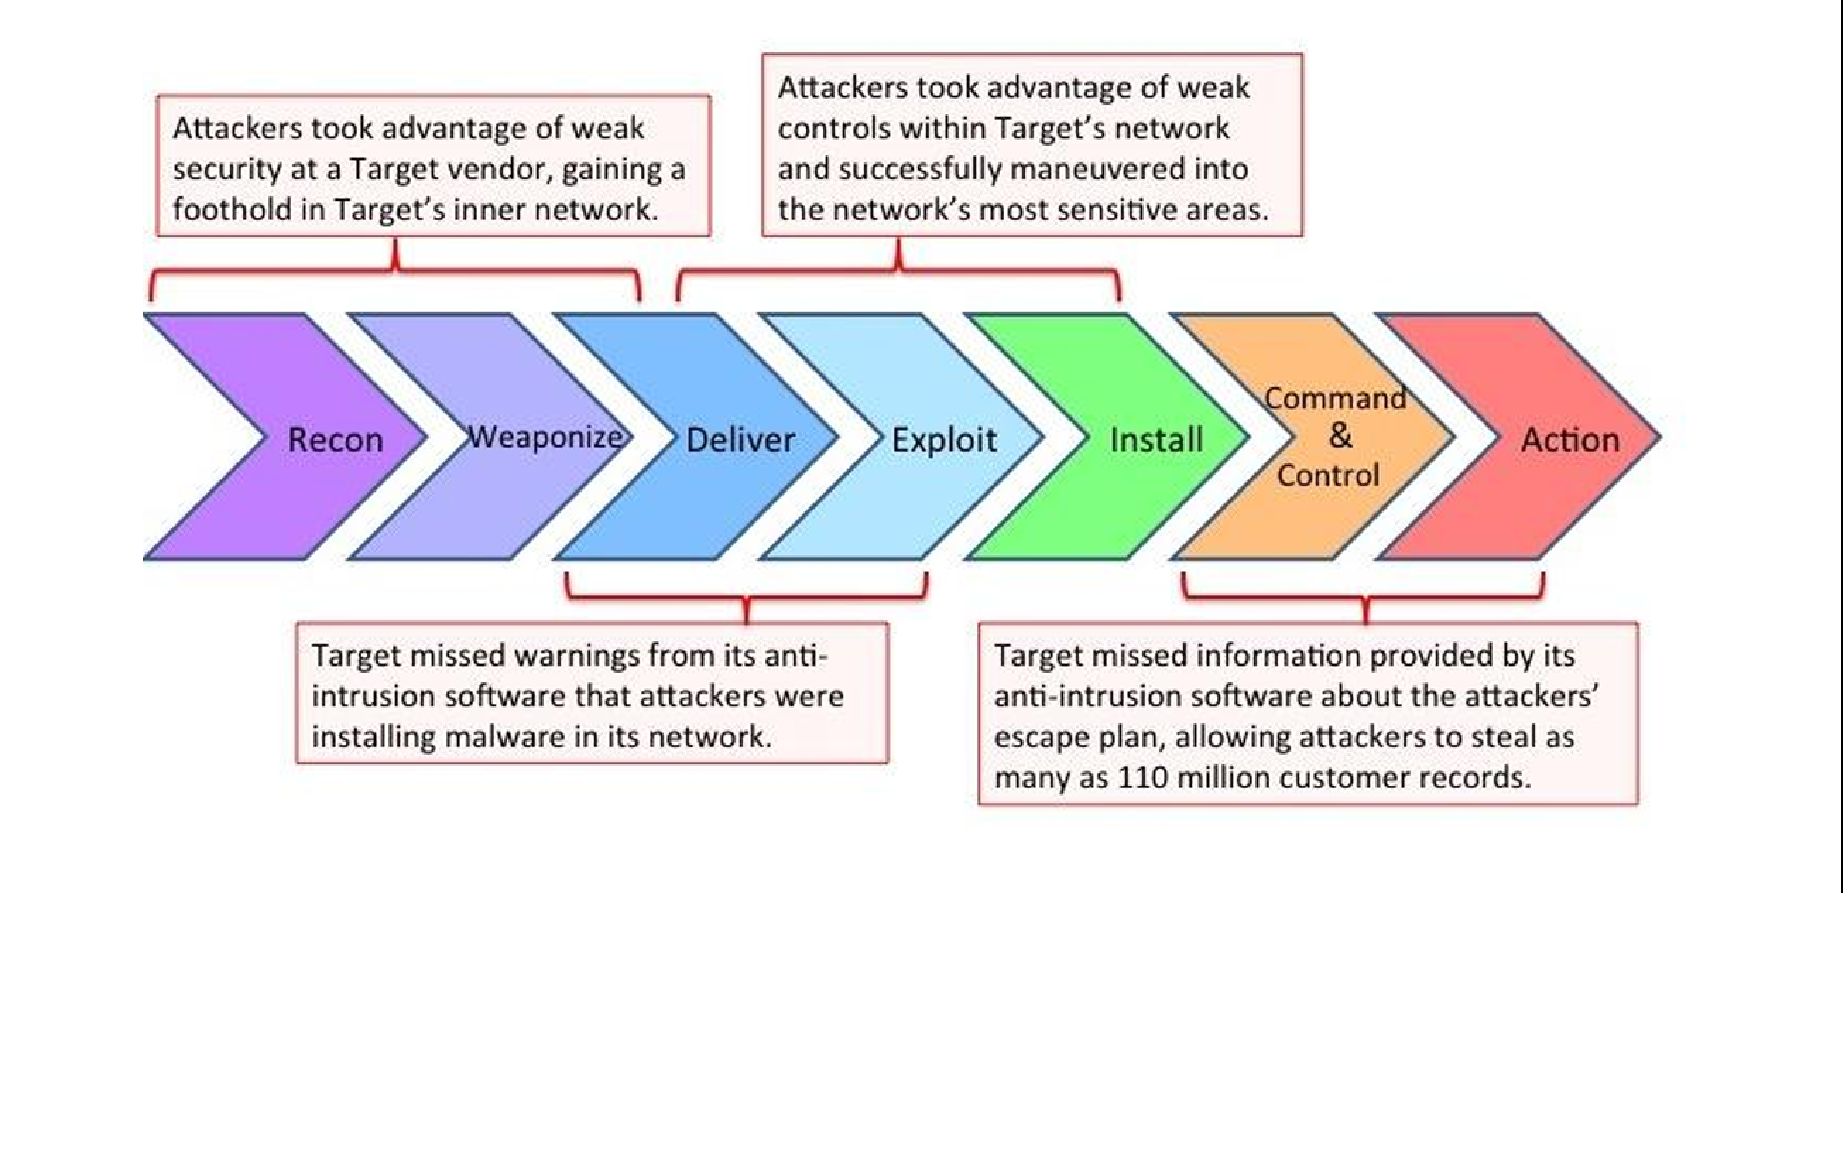 Attackers took advantage of weak
security at a Target vendor, gaining a
foothold in Target’s inner network.
Attackers took advantage of weak
controls within Target’s network
and successfully maneuvered into
the network’s most sensitive areas.
Recon
Weaponize
Deliver
Exploit
Install
Command
&
Control
Action
Target missed warnings from its anti-
intrusion software that attackers were
installing malware in its network.
Target missed information provided by its
anti-intrusion software about the attackers’
escape plan, allowing attackers to steal as
many as 110 million customer records.